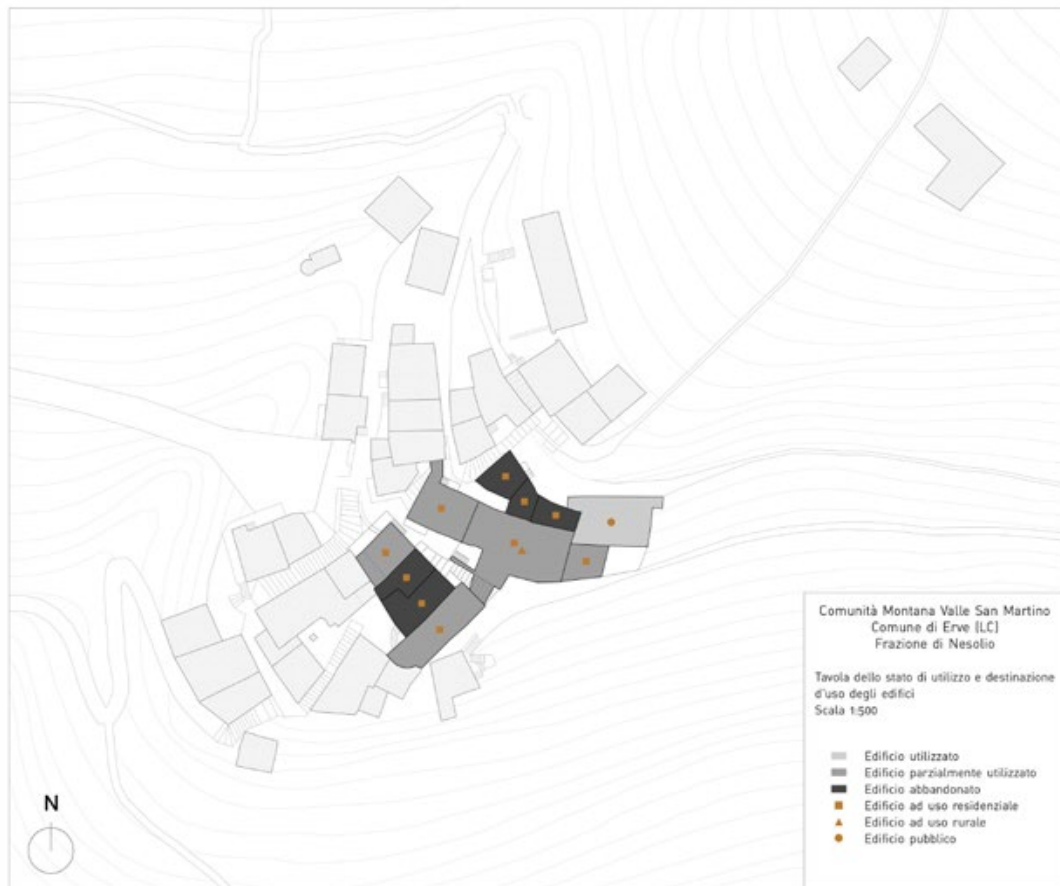 Comunità Montana Valle San Martino
Comune di Erve (LC)
Frazione di Nesolio
Tavola dello stato di utilizzo e destinazione
d'uso degli edifici
Scala 1:500
Edificio utilizzato
Edificio parzialmente utilizzato
Edificio abbandonato
Edificio ad uso residenziale
Edificio ad uso rurale
Edificio pubblico
N